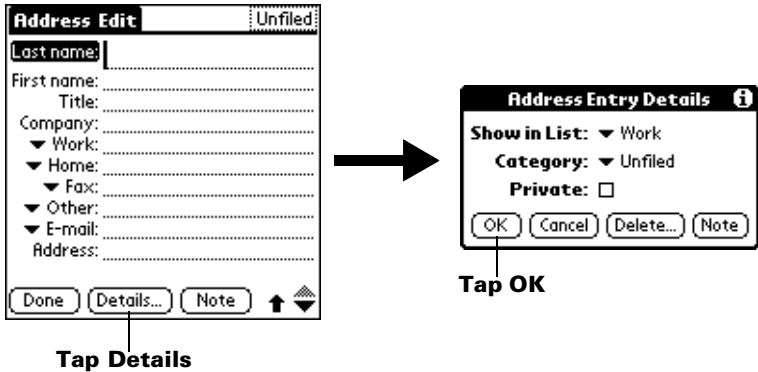 Address Edit Unfiled
Last name:
First name:
Title:
Company:
Work:
Home:
Fax:
Other:
E-mail:
Address:
Done Details... Note
Tap Details
Address Entry Details i
Show in List: Work
Category: Unfiled
Private:
OK Cancel Delete... Note
Tap OK